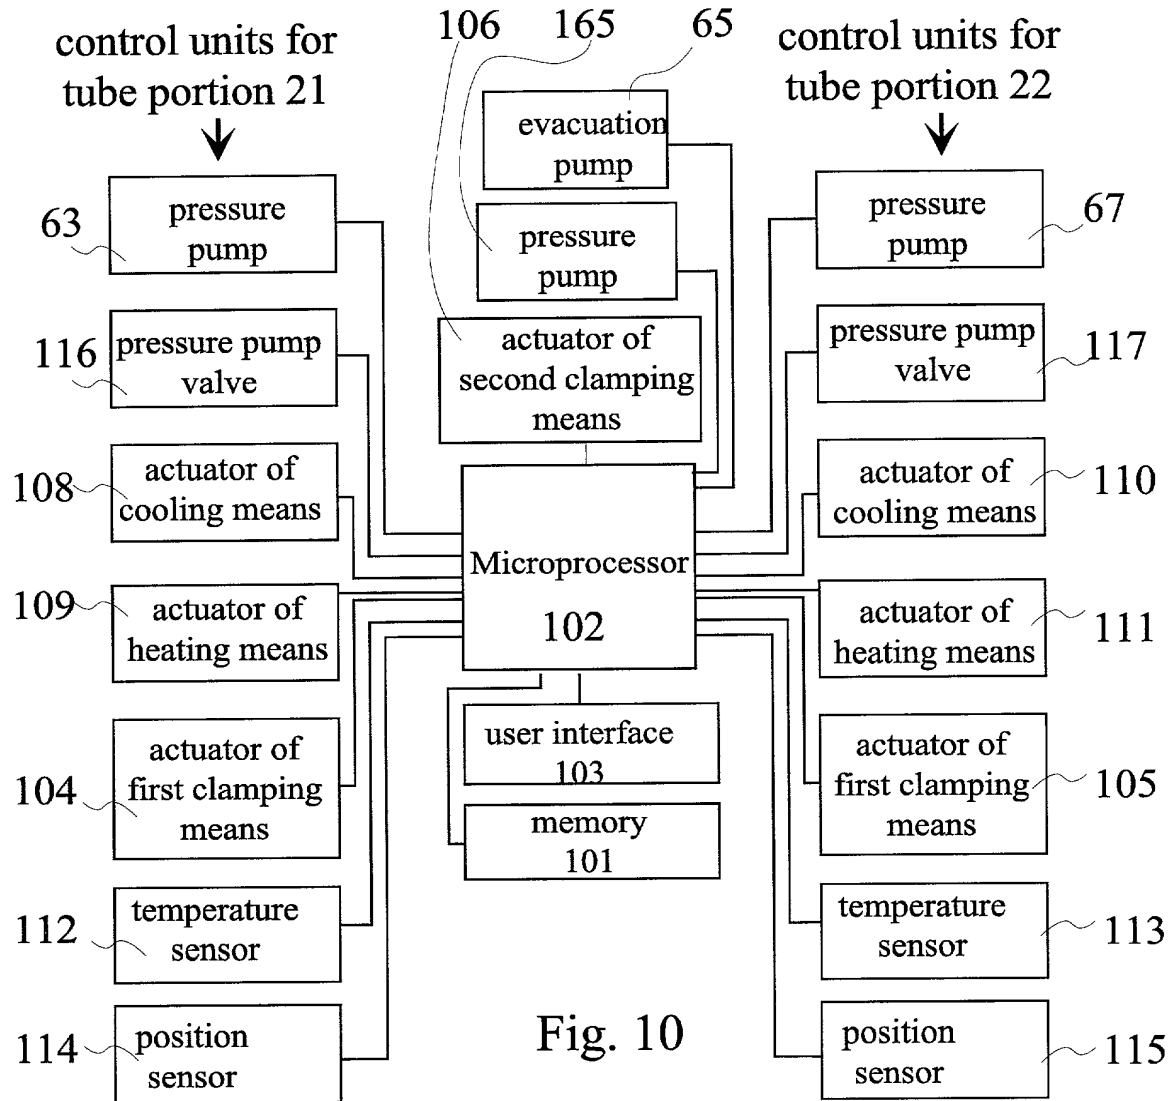 106
165
65
control units for
tube portion 21
control units for
tube portion 22
evacuation
pump
pressure
pump
63
pressure
pump
pressure
pump
67
116
pressure pump
valve
actuator of
second clamping
means
pressure pump
valve
117
108
actuator of
cooling means
actuator of
cooling means
110
Microprocessor
102
109
actuator of
heating means
actuator of
heating means
111
user interface
103
104
actuator of
first clamping
means
actuator of
first clamping
means
105
memory
101
112
temperature
sensor
temperature
sensor
113
114
position
sensor
Fig. 10
position
sensor
115